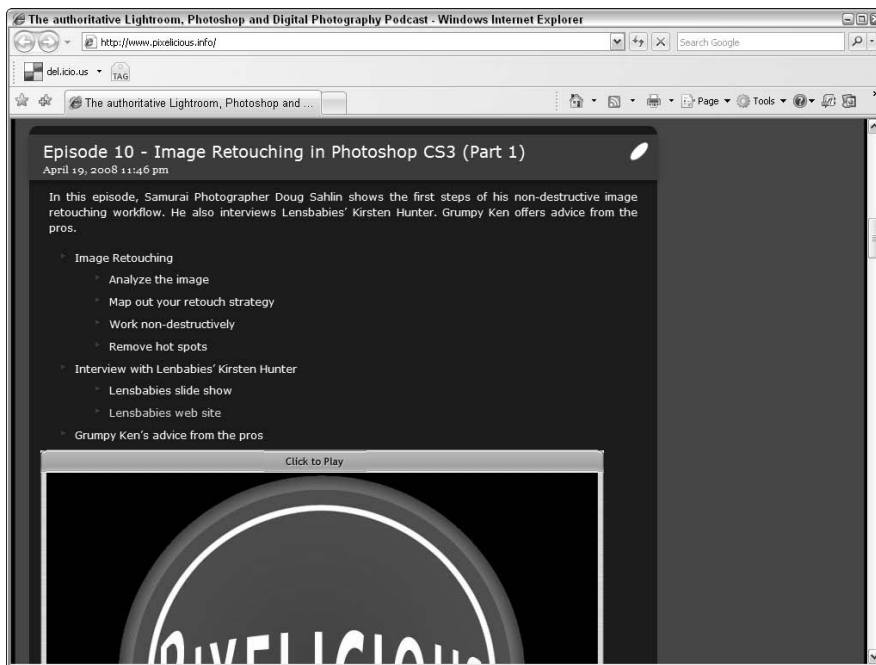 The authoritative Lightroom, Photoshop and Digital Photography Podcast - Windows Internet Explorer
http://www.pixelicious.info/
Search Google
del.icio.us
TAG
The authoritative Lightroom, Photoshop and ...
Page
Tools
Episode 10 - Image Retouching in Photoshop CS3 (Part 1)
April 19, 2008 11:46 pm
In this episode, Samurai Photographer Doug Sahlin shows the first steps of his non-destructive image
retouching workflow. He also interviews Lensbabies' Kirsten Hunter. Grumpy Ken offers advice from the
pros.
Image Retouching
Analyze the image
Map out your retouch strategy
Work non-destructively
Remove hot spots
Interview with Lenbabies' Kirsten Hunter
Lensbabies slide show
Lensbabies web site
Grumpy Ken's advice from the pros
Click to Play
PIXELICIOUS